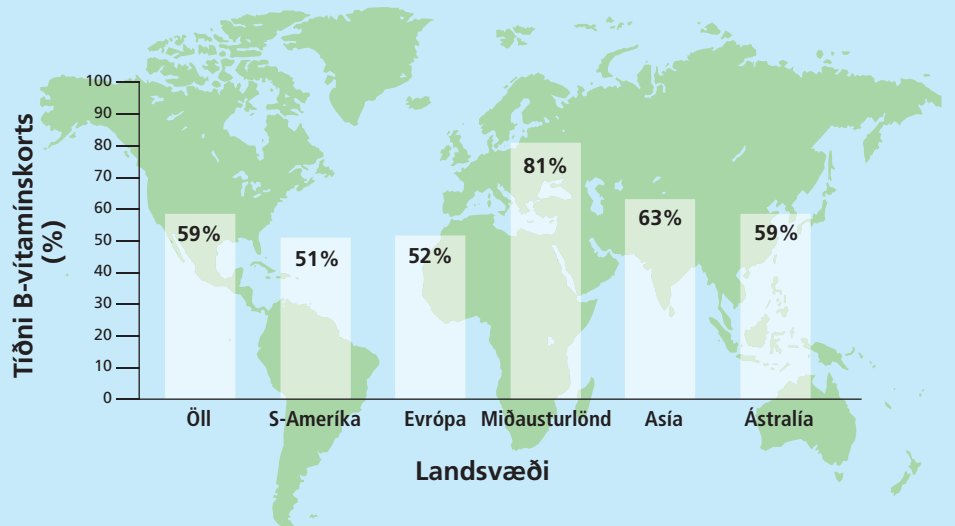 Tíðni B-vítamínskorts
(%)
100
90
80
70
60
50
40
30
20
10
0
59%
51%
52%
81%
63%
59%
Öll
S-Ameríka
Evrópa
Miðausturlönd
Asía
Ástralía
Landsvæði